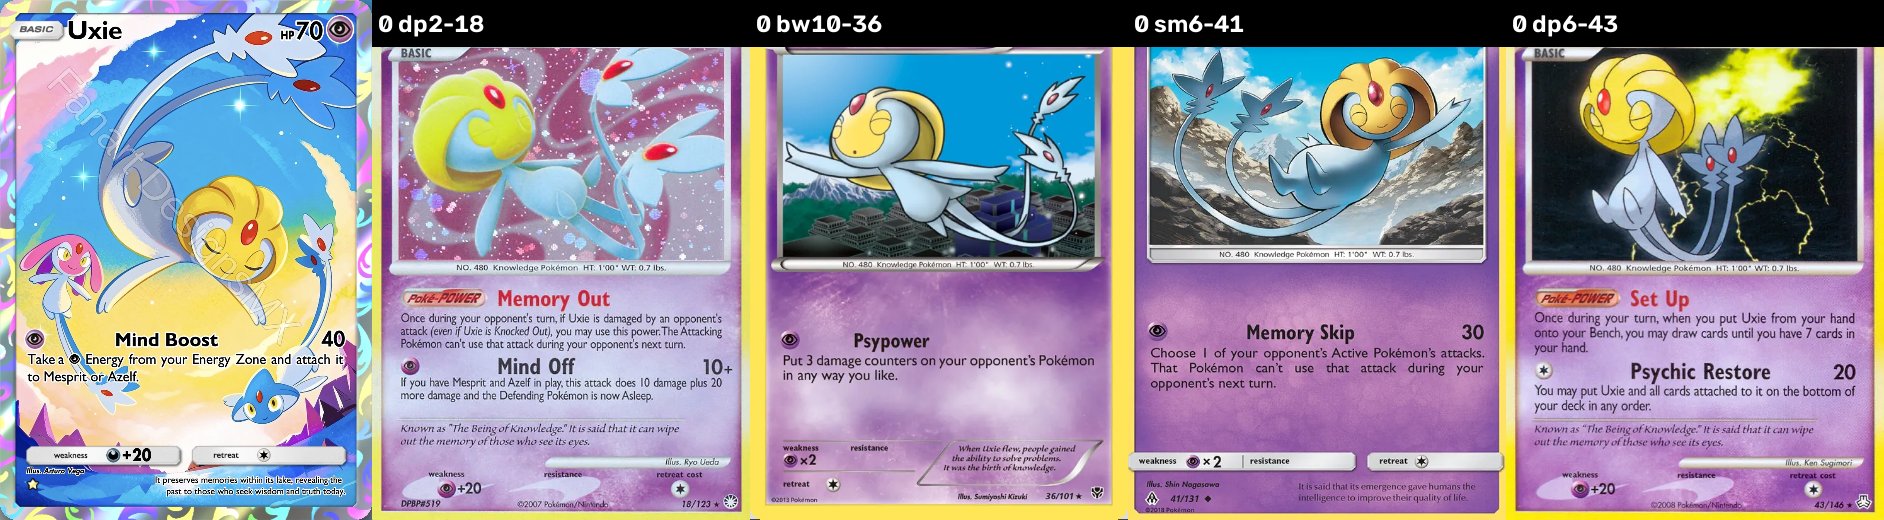 BASIC Uxie HP70
FanartDesignMX
Mind Boost 40
Take a Energy from your Energy Zone and attach it
to Mesprit or Azelf.
weakness +20 retreat
Illus. Arturo Vega
It preserves memories within its lake, revealing the
past to those who seek wisdom and truth today.
0 dp2-18
BASIC
NO. 480 Knowledge Pokémon HT: 1'00" WT: 0.7 lbs.
Poké-POWER Memory Out
Once during your opponent's turn, if Uxie is damaged by an opponent's
attack (even if Uxie is Knocked Out), you may use this power. The Attacking
Pokémon can't use that attack during your opponent's next turn.
Mind Off 10+
If you have Mesprit and Azelf in play, this attack does 10 damage plus 20
more damage and the Defending Pokémon is now Asleep.
Known as "The Being of Knowledge." It is said that it can wipe
out the memory of those who see its eyes.
Illus. Ryo Ueda
weakness resistance retreat cost
+20
DPBP#519 ©2007 Pokémon/Nintendo 18/123 ★
0 bw10-36
NO. 480 Knowledge Pokémon HT: 1'00" WT: 0.7 lbs.
Psypower
Put 3 damage counters on your opponent's Pokémon
in any way you like.
weakness resistance
×2
retreat
When Uxie flew, people gained
the ability to solve problems.
It was the birth of knowledge.
©2013 Pokémon Illus. Sumiyoshi Kizuki 36/101 ★
0 sm6-41
NO. 480 Knowledge Pokémon HT: 1'00" WT: 0.7 lbs.
Memory Skip 30
Choose 1 of your opponent's Active Pokémon's attacks.
That Pokémon can't use that attack during your
opponent's next turn.
weakness ×2 resistance retreat
Illus. Shin Nagasawa
41/131 ◆
©2018 Pokémon
It is said that its emergence gave humans the
intelligence to improve their quality of life.
0 dp6-43
BASIC
NO. 480 Knowledge Pokémon HT: 1'00" WT: 0.7 lbs.
Poké-POWER Set Up
Once during your turn, when you put Uxie from your hand
onto your Bench, you may draw cards until you have 7 cards in
your hand.
Psychic Restore 20
You may put Uxie and all cards attached to it on the bottom of
your deck in any order.
Known as "The Being of Knowledge." It is said that it can wipe
out the memory of those who see its eyes.
Illus. Ken Sugimori
weakness resistance retreat cost
+20
©2008 Pokémon/Nintendo 43/146 ★